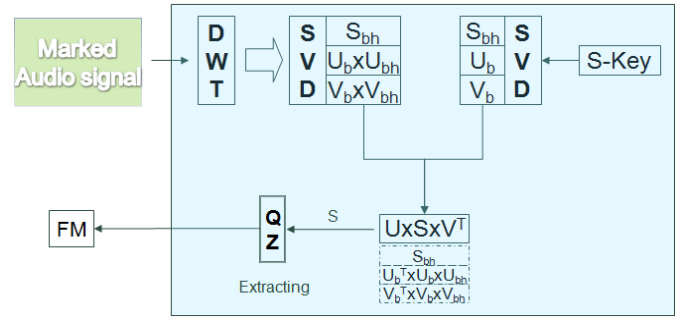 Marked
Audio signal
D
W
T
S
V
D
S_bh
U_bxU_bh
V_bxV_bh
S_bh
U_b
V_b
S
V
D
S-Key
FM
Q
Z
S
UxSxV^T
Extracting
S_bh
U_b^TxU_bxU_bh
V_b^TxV_bxV_bh